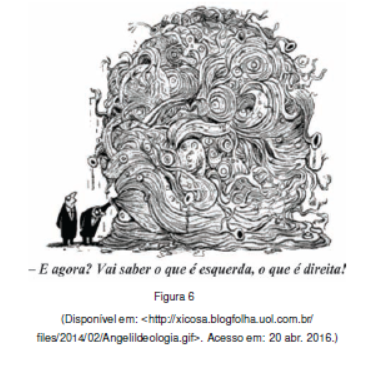 – E agora? Vai saber o que é esquerda, o que é direita!
Figura 6
(Disponível em: <http://xicosa.blogfolha.uol.com.br/
files/2014/02/Angelildeologia.gif>. Acesso em: 20 abr. 2016.)